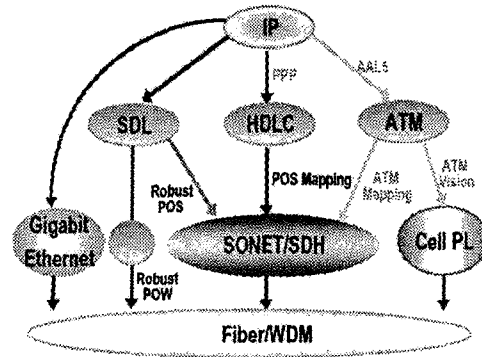 IP
PPP
AAL5
SDL
HDLC
ATM
Robust
POS
POS Mapping
ATM
Mapping
ATM
Vision
Gigabit
Ethernet
SONET/SDH
Cell PL
Robust
POW
Fiber/WDM